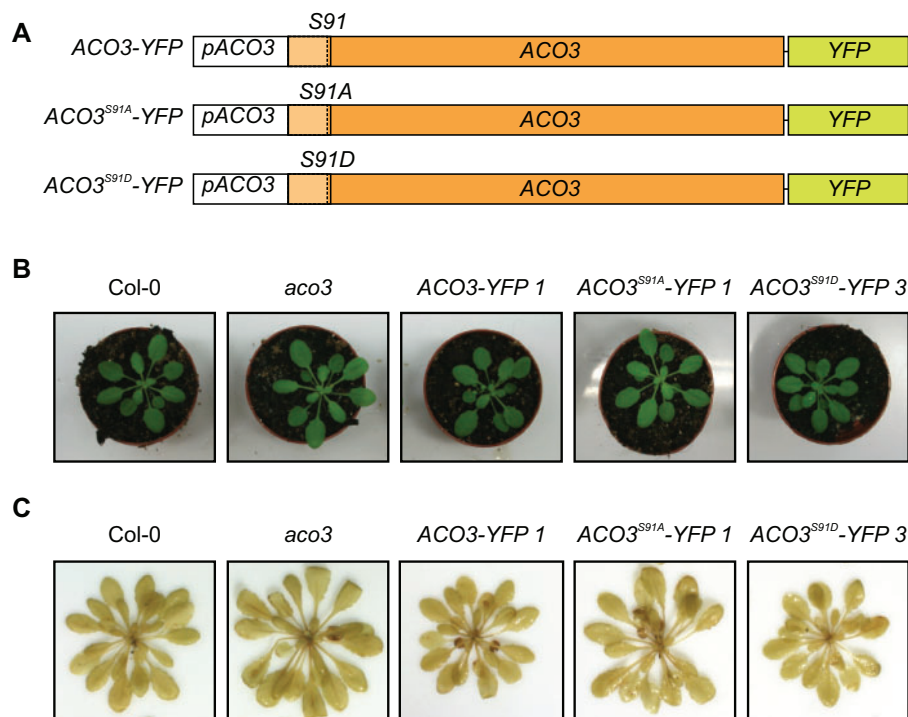 A
S91
ACO3-YFP pACO3 ACO3 YFP
S91A
ACO3S91A-YFP pACO3 ACO3 YFP
S91D
ACO3S91D-YFP pACO3 ACO3 YFP
B
Col-0 aco3 ACO3-YFP 1 ACO3S91A-YFP 1 ACO3S91D-YFP 3
C
Col-0 aco3 ACO3-YFP 1 ACO3S91A-YFP 1 ACO3S91D-YFP 3